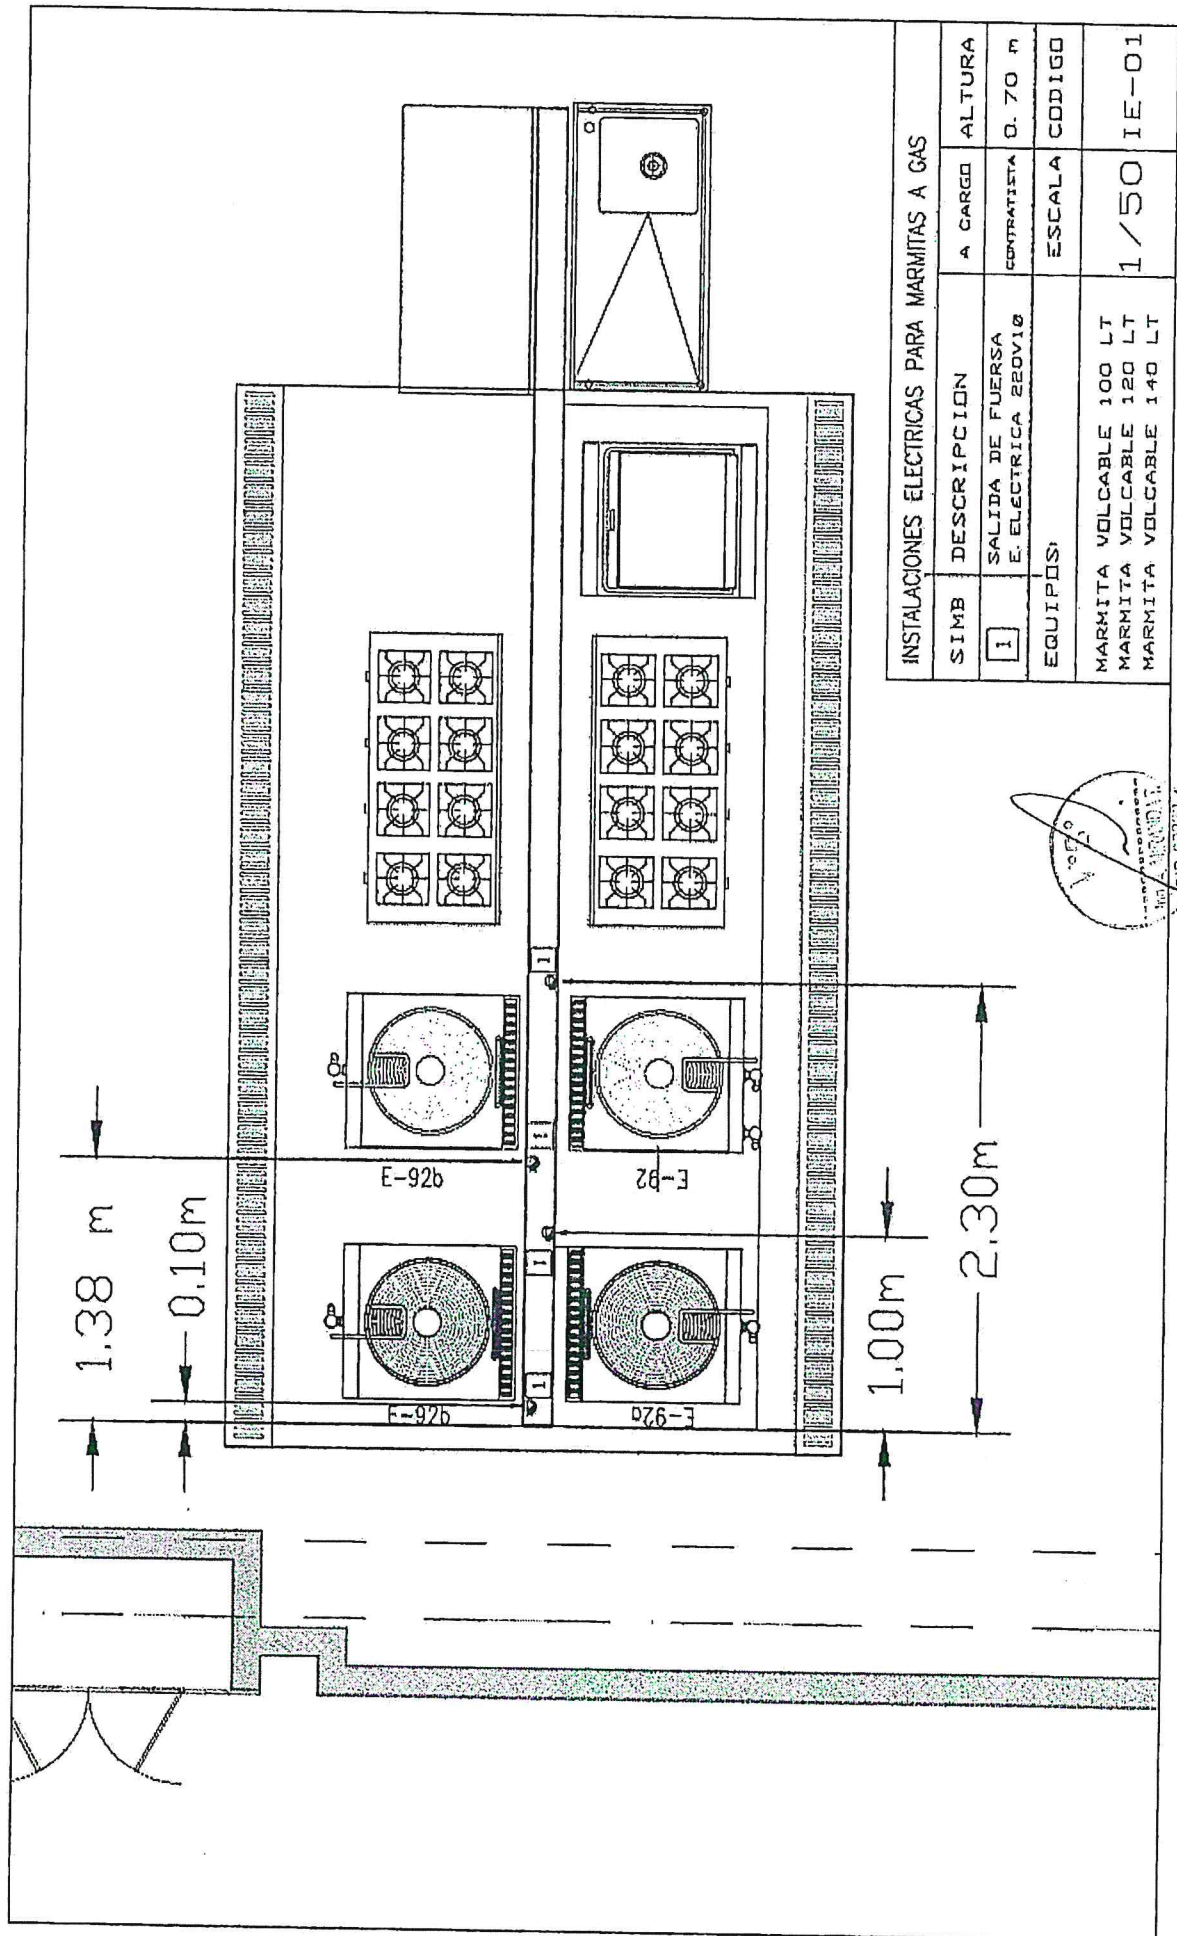 1.38 m
0.10m
E-92b
E-92
E-92b
E-92a
1
1
1
1
1.00m
2.30m
INSTALACIONES ELECTRICAS PARA MARMITAS A GAS
SIMB DESCRIPCION A CARGO ALTURA
1 SALIDA DE FUERSA
E. ELECTRICA 220V1Ø CONTRATISTA 0.70 m
EQUIPOS: ESCALA CODIGO
MARMITA VOLCABLE 100 LT
MARMITA VOLCABLE 120 LT
MARMITA VOLCABLE 140 LT
1/50 IE-01